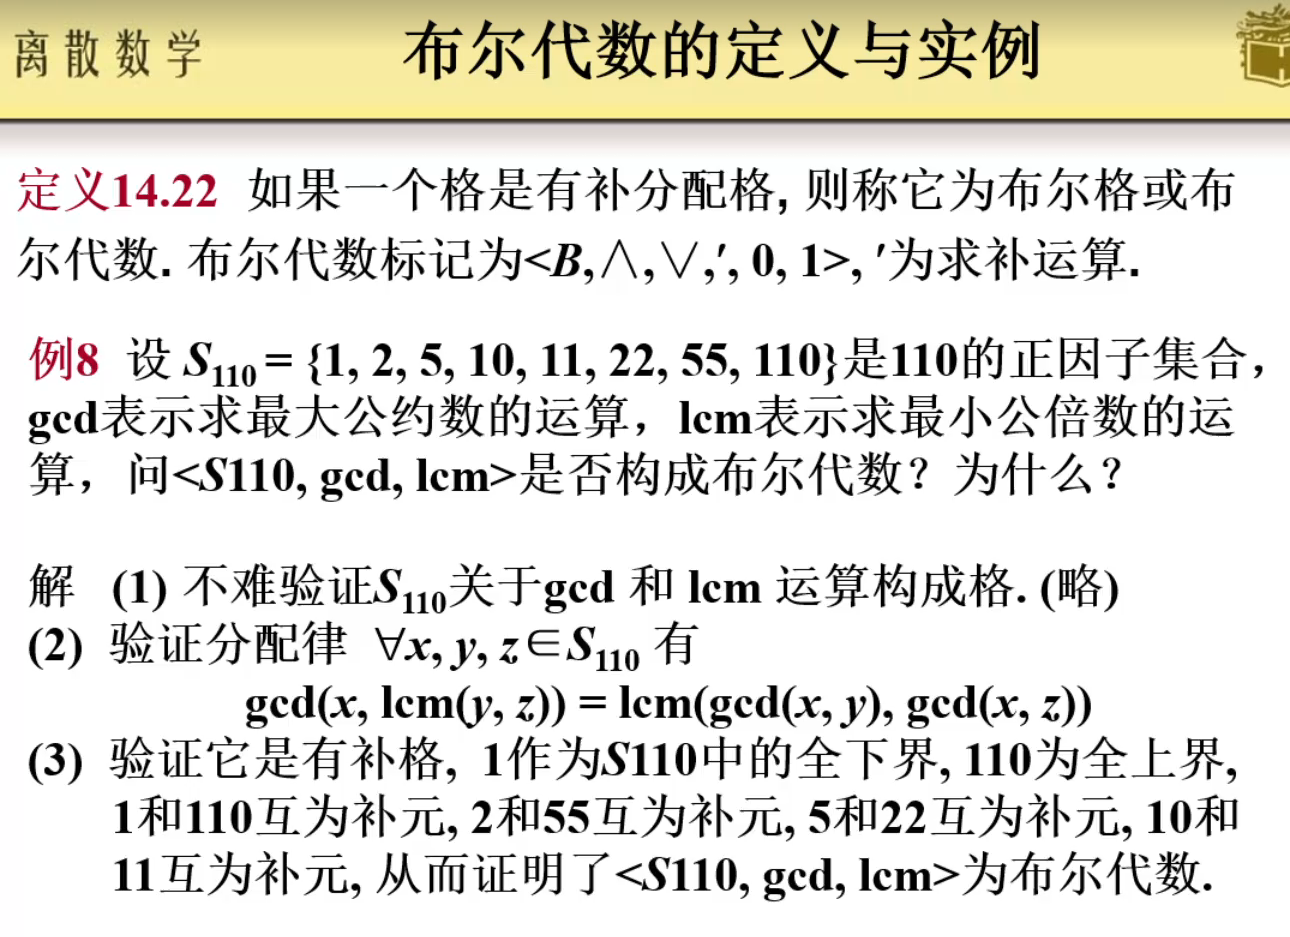 离散数学
布尔代数的定义与实例
定义14.22 如果一个格是有补分配格, 则称它为布尔格或布
尔代数. 布尔代数标记为<B,∧,∨,′, 0, 1>, ′为求补运算.
例8 设 S₁₁₀ = {1, 2, 5, 10, 11, 22, 55, 110}是110的正因子集合，
gcd表示求最大公约数的运算，lcm表示求最小公倍数的运
算，问<S110, gcd, lcm>是否构成布尔代数？为什么？
解 (1) 不难验证S₁₁₀关于gcd 和 lcm 运算构成格. (略)
(2) 验证分配律 ∀x, y, z∈S₁₁₀ 有
gcd(x, lcm(y, z)) = lcm(gcd(x, y), gcd(x, z))
(3) 验证它是有补格, 1作为S110中的全下界, 110为全上界,
1和110互为补元, 2和55互为补元, 5和22互为补元, 10和
11互为补元, 从而证明了<S110, gcd, lcm>为布尔代数.